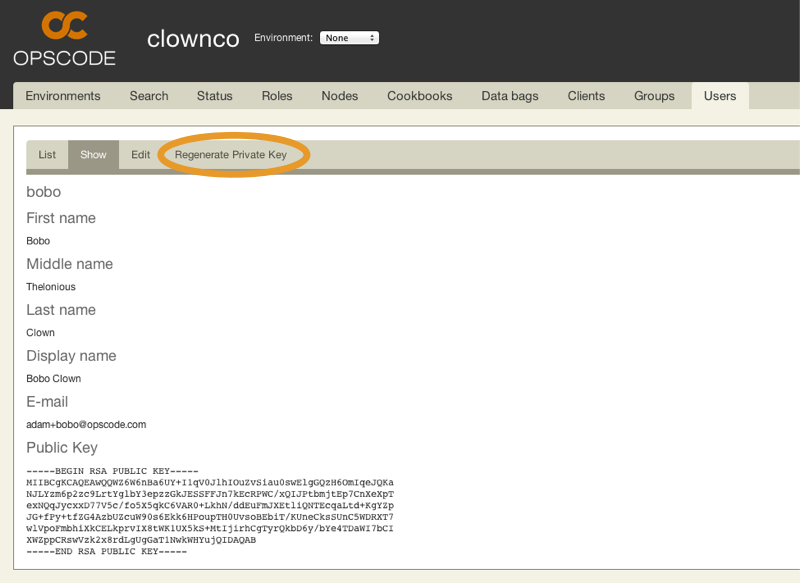 OPSCODE
clownco
Environment: None
Environments Search Status Roles Nodes Cookbooks Data bags Clients Groups Users
List Show Edit Regenerate Private Key
bobo
First name
Bobo
Middle name
Thelonious
Last name
Clown
Display name
Bobo Clown
E-mail
adam+bobo@opscode.com
Public Key
-----BEGIN RSA PUBLIC KEY-----
MIIBCgKCAQEAwQQWZ6W6nBa6UY+I1qV0JlhIOuZvSiau0swElgGQzH6OmIqeJQKa
NJLYzm6p2zc9LrtYglbY3epzzGkJESSFFJn7kEcRPWC/xQIJPtbmjtEp7CnXeXpT
exNQqJycxxD77V5c/fo5X5qkC6VAR0+LkhN/ddEuFmJXEtliQNTEcqaLtd+KgYZp
JG+fPy+tfZG4AzbUZcuW90s6Ekk6HPoupTH0UvsoBEbiT/KUneCksSUnC5WDRXT7
wlVpoFmbhiXkCELkprvIX8tWK1UX5kS+MtIjirhCgTyrQkbD6y/bYe4TDaWI7bCI
XWZppCRswVzk2x8rdLgUgGaTlNwkWHYujQIDAQAB
-----END RSA PUBLIC KEY-----